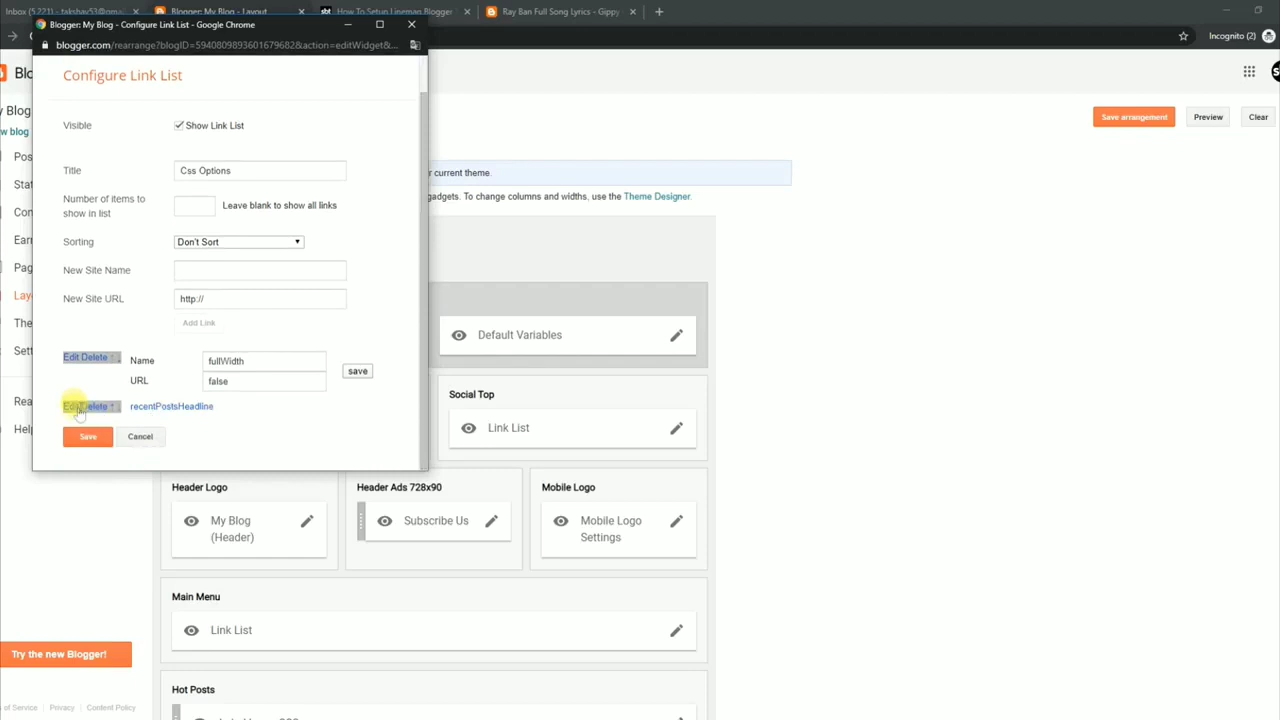 Inbox (5,221) - takshay53@gm
Blogger: My Blog - Layout
How To Setup Linemag Blogger
Ray Ban Full Song Lyrics - Gippy
Blogger: My Blog - Configure Link List - Google Chrome
blogger.com/rearrange?blogID=5940809893601679682&action=editWidget&...
Incognito (2)
Configure Link List
Visible
Show Link List
Title
Css Options
Number of items to
show in list
Leave blank to show all links
Sorting
Don't Sort
New Site Name
New Site URL
http://
Add Link
Edit Delete
Name
fullWidth
URL
false
save
Edit Delete
recentPostsHeadline
Save
Cancel
Blo
y Blog
w blog
Pos
Stat
Con
Earn
Pag
Layo
The
Sett
Rea
Help
Try the new Blogger!
of Service
Privacy
Content Policy
Save arrangement
Preview
Clear
r current theme.
gadgets. To change columns and widths, use the Theme Designer.
Default Variables
Social Top
Link List
Header Logo
My Blog
(Header)
Header Ads 728x90
Subscribe Us
Mobile Logo
Mobile Logo
Settings
Main Menu
Link List
Hot Posts